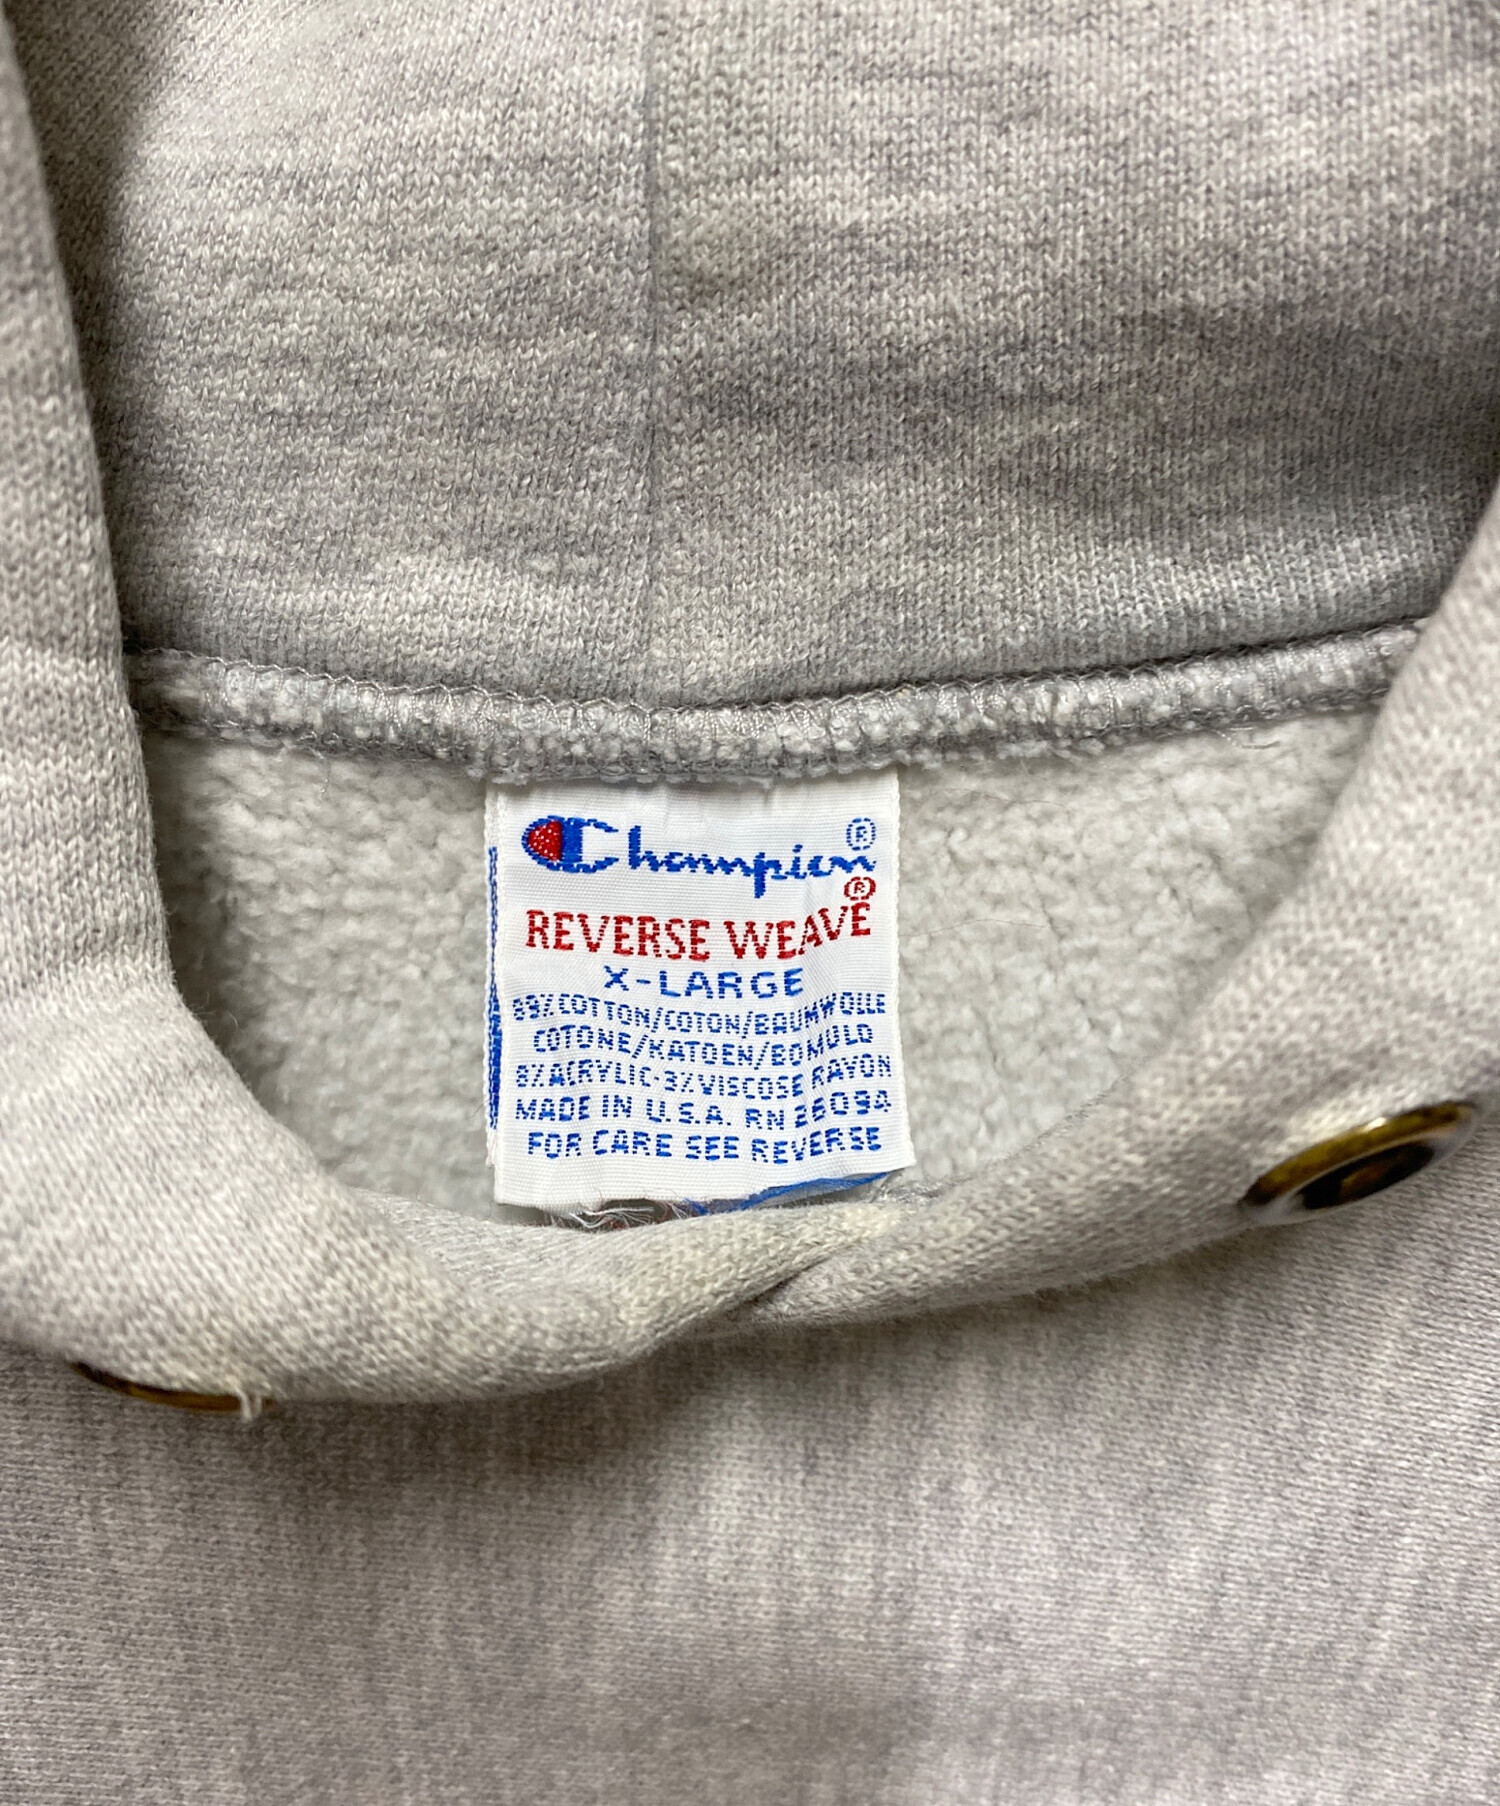 Champion®
REVERSE WEAVE®
X-LARGE
89% COTTON/COTON/BAUMWOLLE
COTONE/KATOEN/BOMULD
8% ACRYLIC-3% VISCOSE RAYON
MADE IN U.S.A. RN 26094
FOR CARE SEE REVERSE